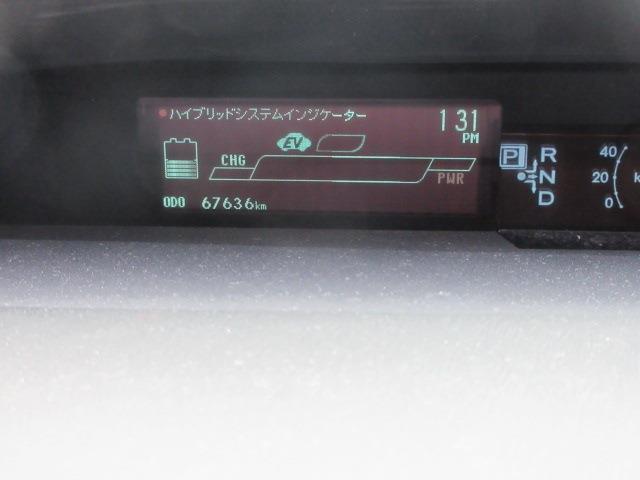 ハイブリッドシステムインジケーター
1 31
PM
EV
CHG
PWR
ODO 67636km
P R
N
D
40
20
0
k